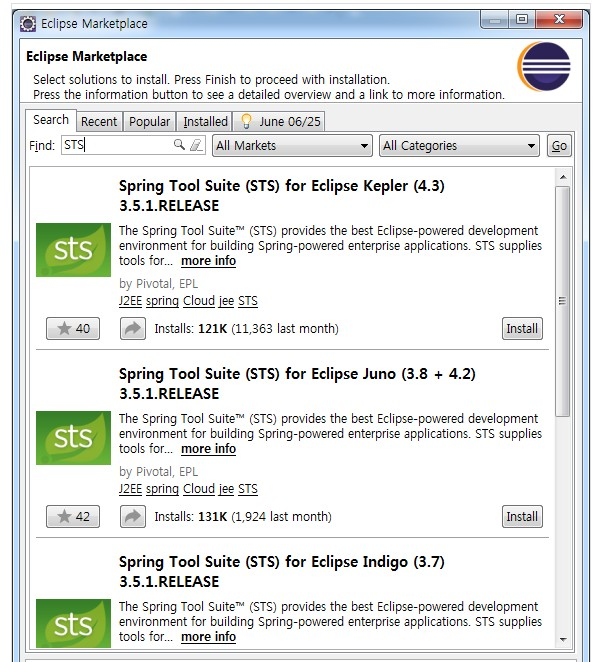 Eclipse Marketplace
Eclipse Marketplace
Select solutions to install. Press Finish to proceed with installation.
Press the information button to see a detailed overview and a link to more information.
Search Recent Popular Installed June 06/25
Find: STS All Markets All Categories Go
Spring Tool Suite (STS) for Eclipse Kepler (4.3)
3.5.1.RELEASE
sts
The Spring Tool Suite™ (STS) provides the best Eclipse-powered development
environment for building Spring-powered enterprise applications. STS supplies
tools for... more info
by Pivotal, EPL
J2EE spring Cloud jee STS
40 Installs: 121K (11,363 last month) Install
Spring Tool Suite (STS) for Eclipse Juno (3.8 + 4.2)
3.5.1.RELEASE
sts
The Spring Tool Suite™ (STS) provides the best Eclipse-powered development
environment for building Spring-powered enterprise applications. STS supplies
tools for... more info
by Pivotal, EPL
J2EE spring Cloud jee STS
42 Installs: 131K (1,924 last month) Install
Spring Tool Suite (STS) for Eclipse Indigo (3.7)
3.5.1.RELEASE
sts
The Spring Tool Suite™ (STS) provides the best Eclipse-powered development
environment for building Spring-powered enterprise applications. STS supplies
tools for... more info